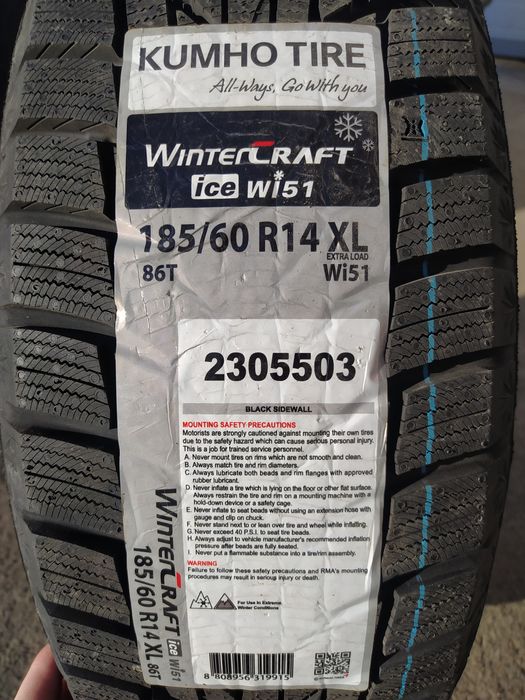 KUMHO TIRE
All-Ways, Go With you
WINTERCRAFT
ice wi51
185/60 R14 XL
EXTRA LOAD
86T Wi51
2305503
BLACK SIDEWALL
MOUNTING SAFETY PRECAUTIONS
Motorists are strongly cautioned against mounting their own tires
due to the safety hazard which can cause serious personal injury.
This is a job for trained service personnel.
A. Never mount tires on rims which are not smooth and clean.
B. Always match tire and rim diameters.
C. Always lubricate both beads and rim flanges with approved
rubber lubricant.
D. Never inflate a tire which is lying on the floor or other flat surface.
Always restrain the tire and rim on a mounting machine with a
hold-down device or a safety cage.
E. Never inflate to seat beads without using an extension hose with
gauge and clip on chuck.
F. Never stand next to or lean over tire and wheel while inflating.
G. Never exceed 40 P.S.I. to seat tire beads.
H. Always adjust to vehicle manufacturer's recommended inflation
pressure after beads are fully seated.
I. Never put a flammable substance into a tire/rim assembly.
WARNING
Failure to follow these safety precautions and RMA's mounting
procedures may result in serious injury or death.
For Use In Extreme
Winter Conditions
8 808956 319915
WINTERCRAFT ice wi51
185/60 R14 XL 86T